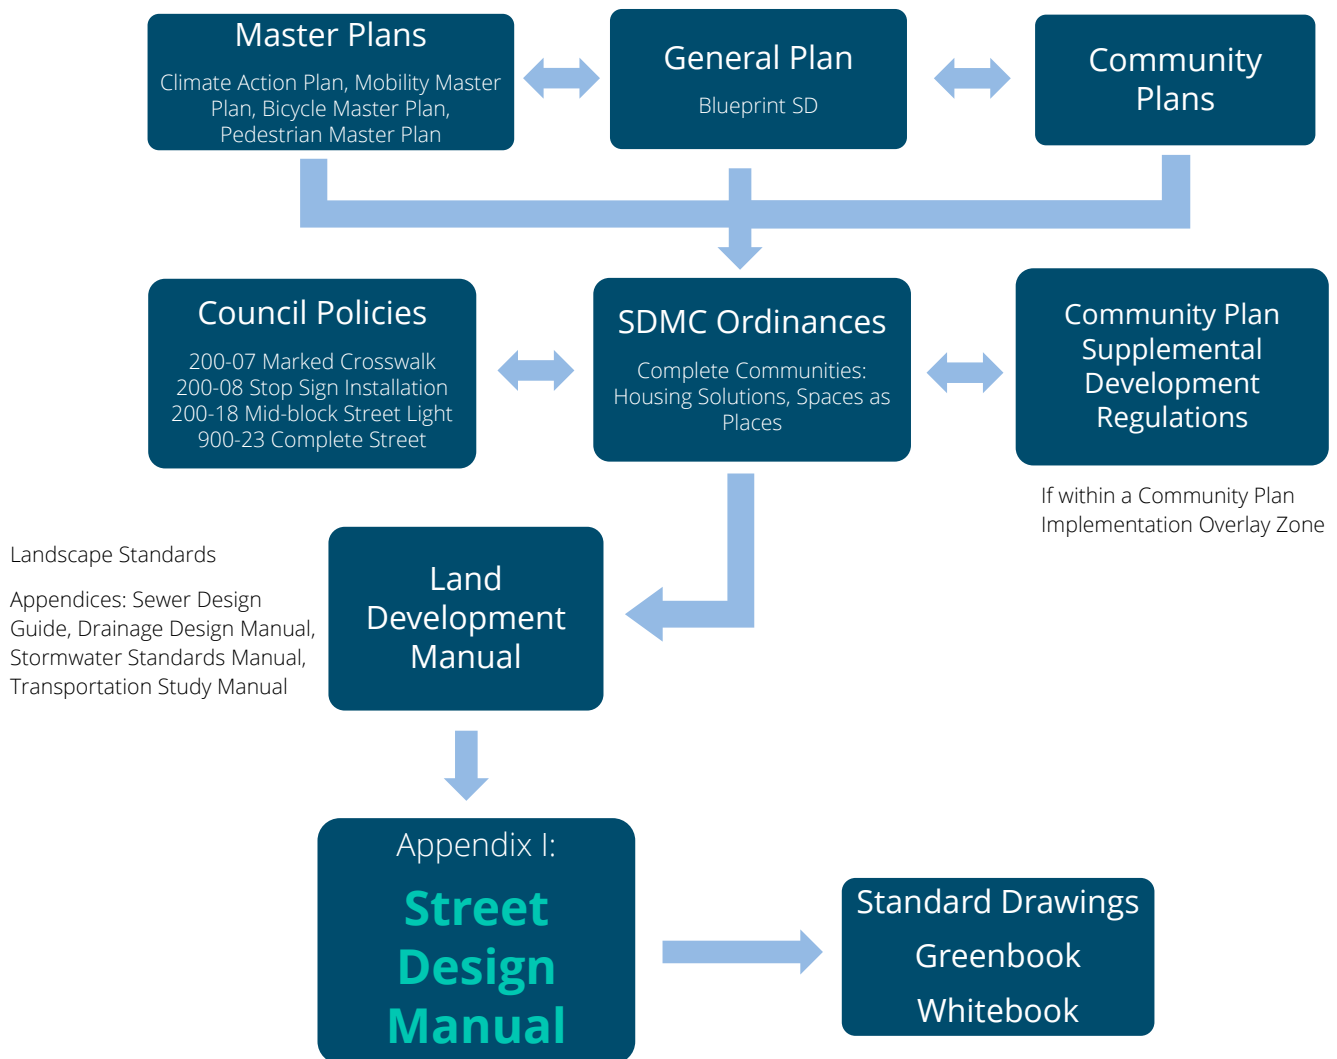 Master Plans
Climate Action Plan, Mobility Master
Plan, Bicycle Master Plan,
Pedestrian Master Plan
General Plan
Blueprint SD
Community
Plans
Council Policies
200-07 Marked Crosswalk
200-08 Stop Sign Installation
200-18 Mid-block Street Light
900-23 Complete Street
SDMC Ordinances
Complete Communities:
Housing Solutions, Spaces as
Places
Community Plan
Supplemental
Development
Regulations
If within a Community Plan
Implementation Overlay Zone
Landscape Standards
Appendices: Sewer Design
Guide, Drainage Design Manual,
Stormwater Standards Manual,
Transportation Study Manual
Land
Development
Manual
Appendix I:
Street
Design
Manual
Standard Drawings
Greenbook
Whitebook